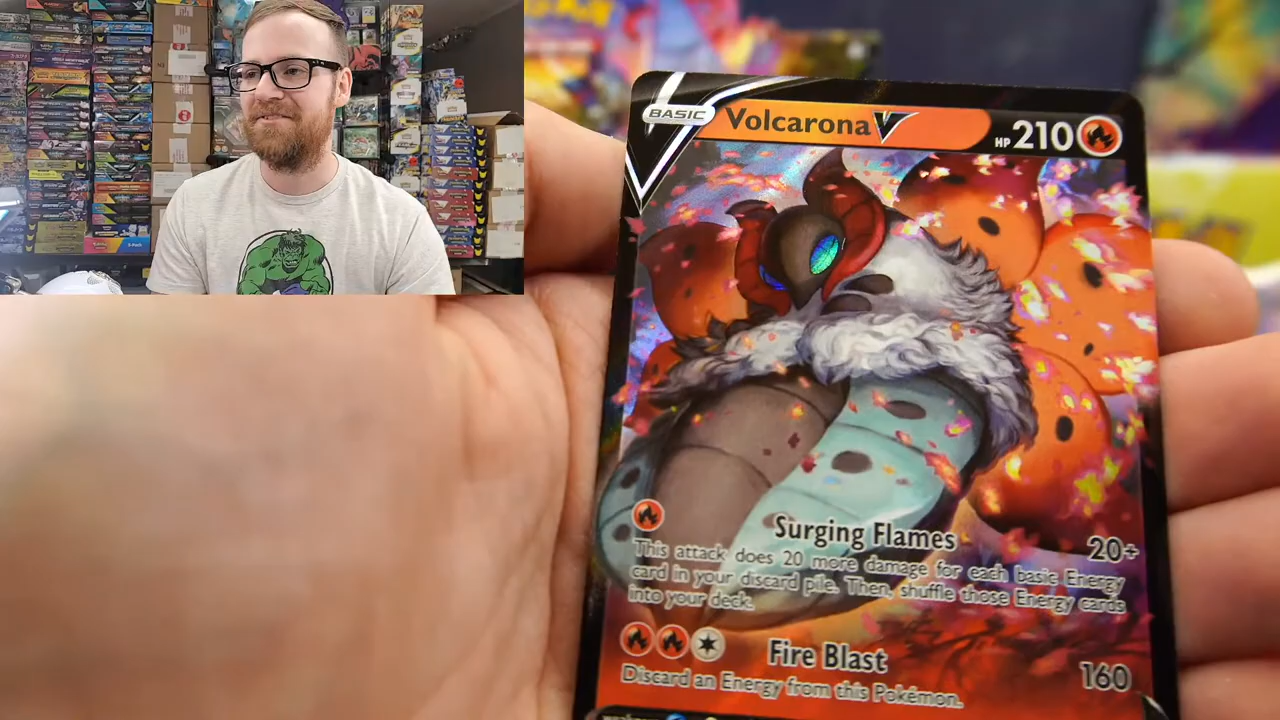 BASIC Volcarona V HP 210
Surging Flames 20+
This attack does 20 more damage for each basic Energy
card in your discard pile. Then, shuffle those Energy cards
into your deck.
Fire Blast 160
Discard an Energy from this Pokémon.